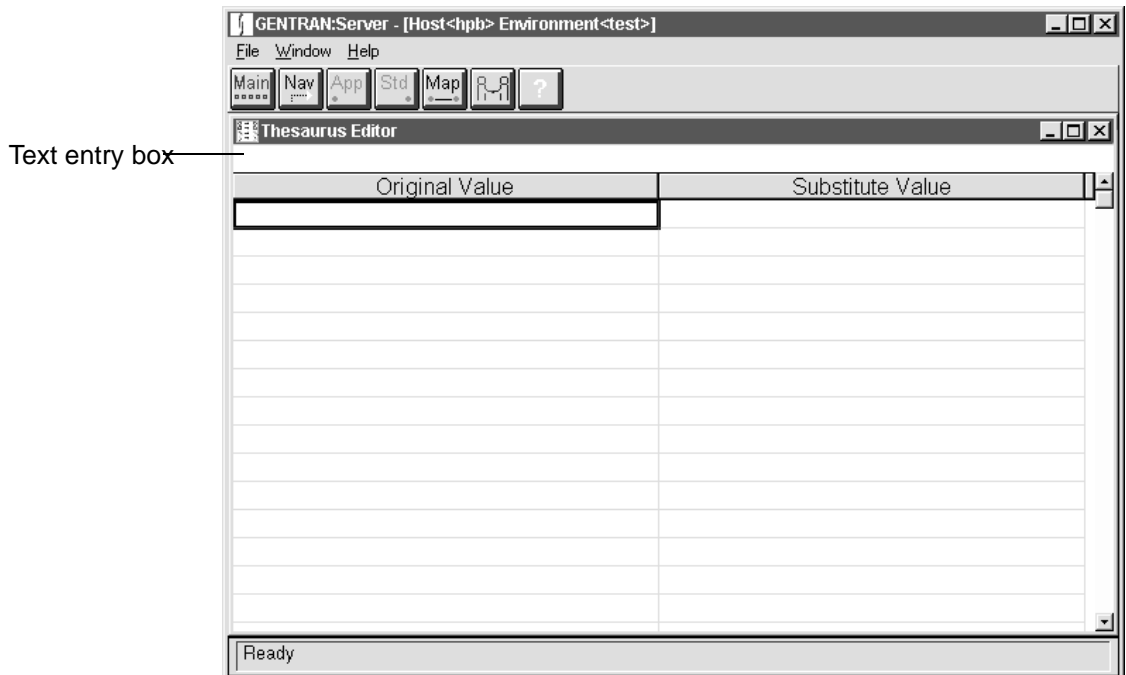 GENTRAN:Server - [Host<hpb> Environment<test>]
File Window Help
Main Nav App Std Map ?
Thesaurus Editor
Text entry box
Original Value Substitute Value
Ready